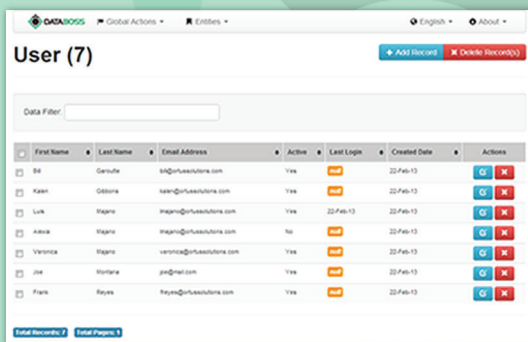 DATABOSS Global Actions Entities English About
User (7)
Add Record Delete Record(s)
Data Filter:
First Name Last Name Email Address Active Last Login Created Date Actions
Bill Garoutte bill@ortussolutions.com Yes null 22-Feb-13
Kalen Gibbons kalen@ortussolutions.com Yes null 22-Feb-13
Luis Majano lmajano@ortussolutions.com Yes 22-Feb-13 22-Feb-13
Alexia Majano lmajano@ortussolutions.com No null 22-Feb-13
Veronica Majano veronica@ortussolutions.com Yes null 22-Feb-13
Joe Montana joe@mail.com Yes null 22-Feb-13
Frank Reyes freyes@ortussolutions.com Yes null 22-Feb-13
Total Records: 7 Total Pages: 1